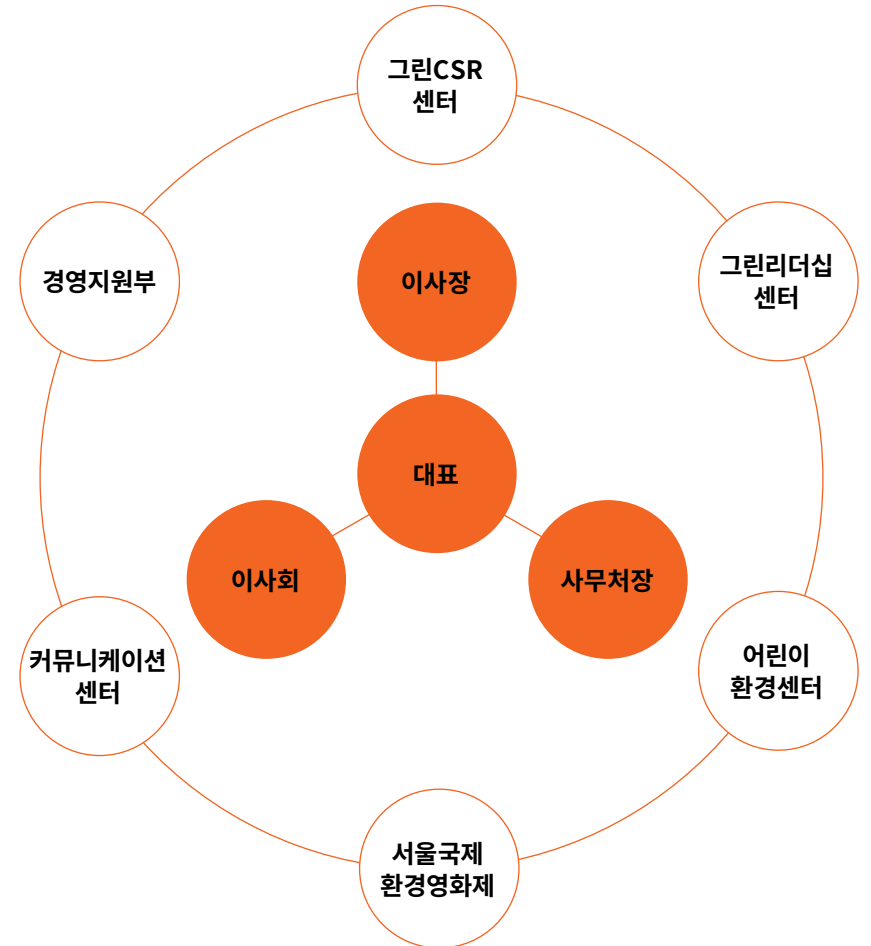 그린CSR
센터
경영지원부
이사장
그린리더십
센터
대표
이사회
사무처장
커뮤니케이션
센터
어린이
환경센터
서울국제
환경영화제